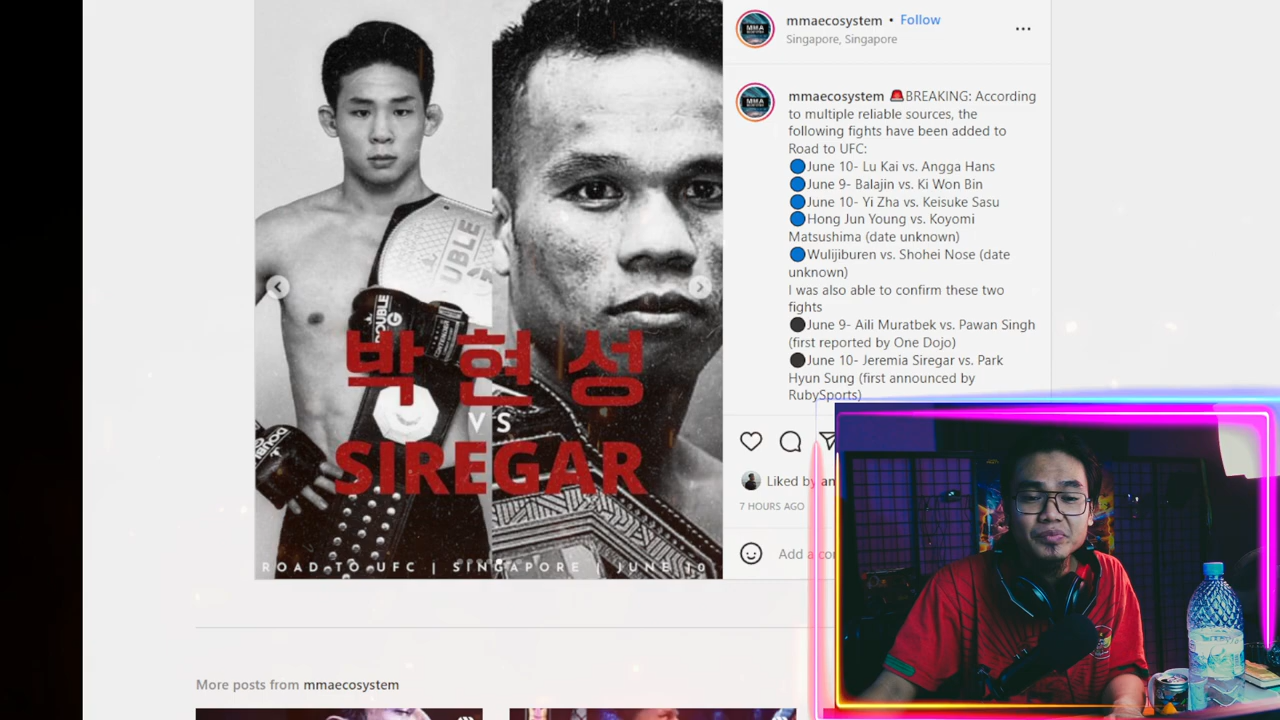 mmaecosystem • Follow
Singapore, Singapore
mmaecosystem 🚨BREAKING: According
to multiple reliable sources, the
following fights have been added to
Road to UFC:
🔵June 10- Lu Kai vs. Angga Hans
🔵June 9- Balajin vs. Ki Won Bin
🔵June 10- Yi Zha vs. Keisuke Sasu
🔵Hong Jun Young vs. Koyomi
Matsushima (date unknown)
🔵Wulijiburen vs. Shohei Nose (date
unknown)
I was also able to confirm these two
fights
⚫June 9- Aili Muratbek vs. Pawan Singh
(first reported by One Dojo)
⚫June 10- Jeremia Siregar vs. Park
Hyun Sung (first announced by
RubySports)
Liked by
7 HOURS AGO
Add a
UBLE
DOUBLE
G
박현성
VS
SIREGAR
ROAD TO UFC | SINGAPORE | JUNE 10
More posts from mmaecosystem